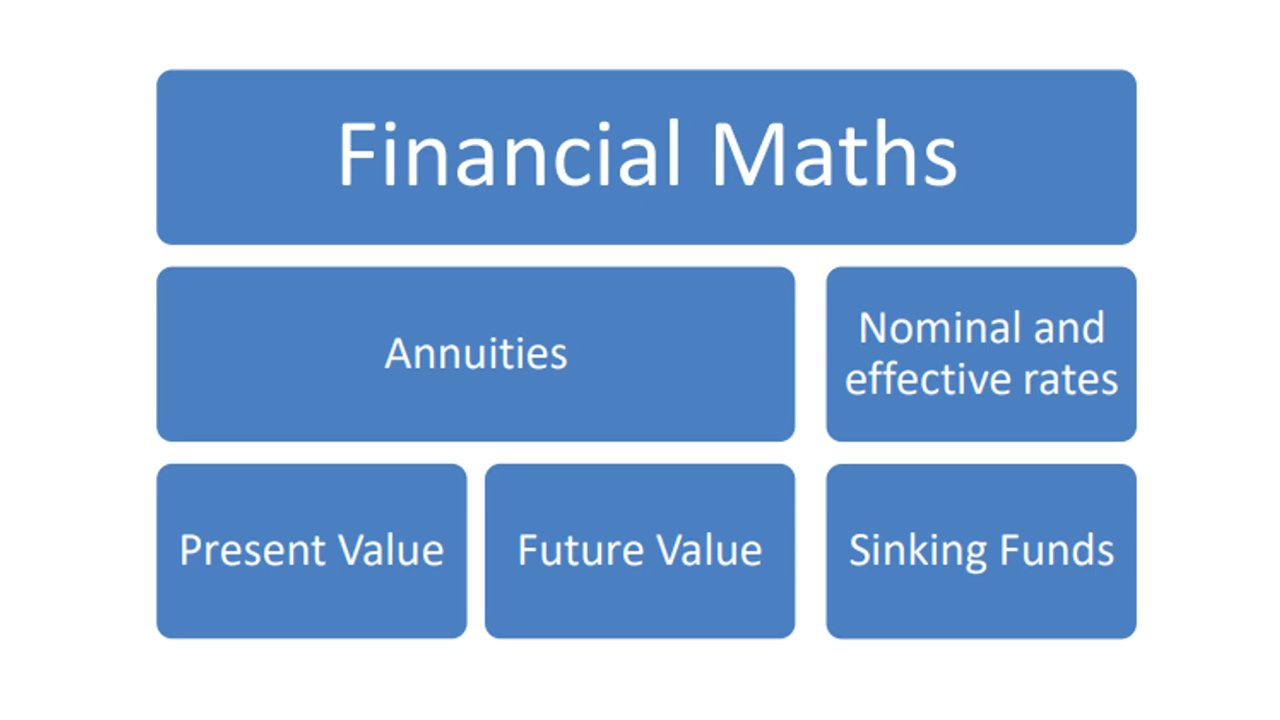 Financial Maths
Annuities
Nominal and
effective rates
Present Value
Future Value
Sinking Funds